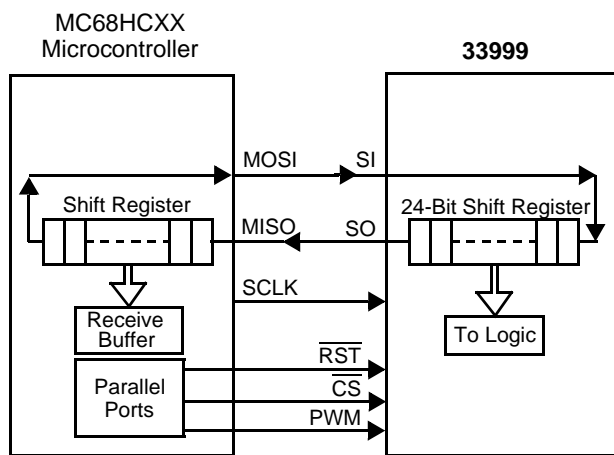 MC68HCXX
Microcontroller
33999
MOSI
SI
Shift Register
24-Bit Shift Register
MISO
SO
SCLK
Receive
Buffer
To Logic
RST
Parallel
Ports
CS
PWM